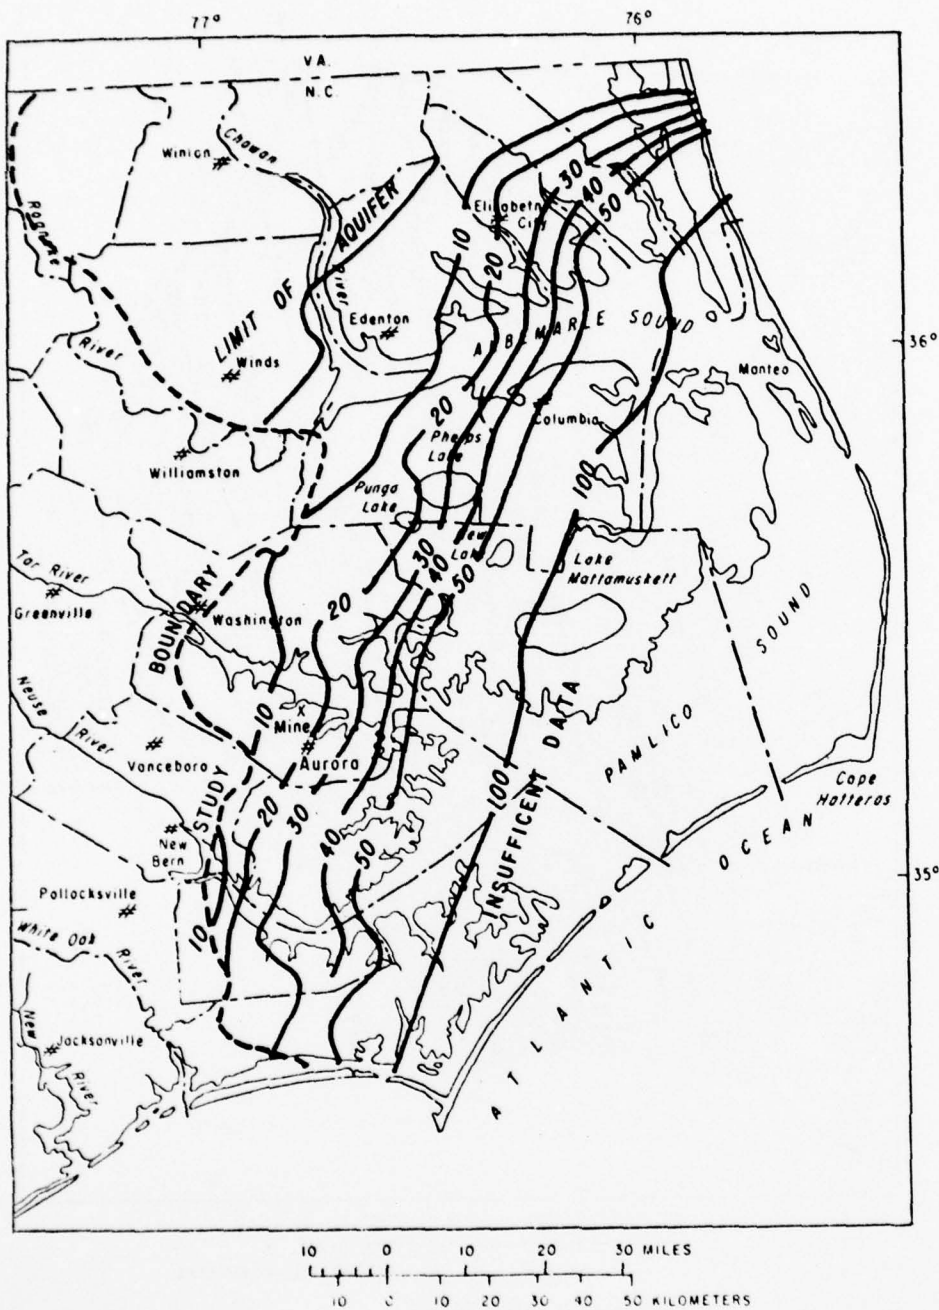 77°
76°
VA.
N.C.
Winton
Chowan
River
Roanoke
River
LIMIT OF AQUIFER
Elizabeth City
10
20
30
40
50
Edenton
ALBEMARLE SOUND
36°
Winds
Manteo
20
Columbia
Phelps Lake
Williamston
Pungo Lake
100
New Lake
Tar River
Greenville
Washington
BOUNDARY
STUDY
20
30
40
50
Lake Mattamuskett
PAMLICO SOUND
Neuse
River
10
x
Mine
Aurora
Vanceboro
INSUFFICENT DATA
Cape Hatteras
20
30
40
50
100
New Bern
35°
Pollocksville
10
White Oak
River
New
River
Jacksonville
ATLANTIC OCEAN
10 0 10 20 30 MILES
10 0 10 20 30 40 50 KILOMETERS